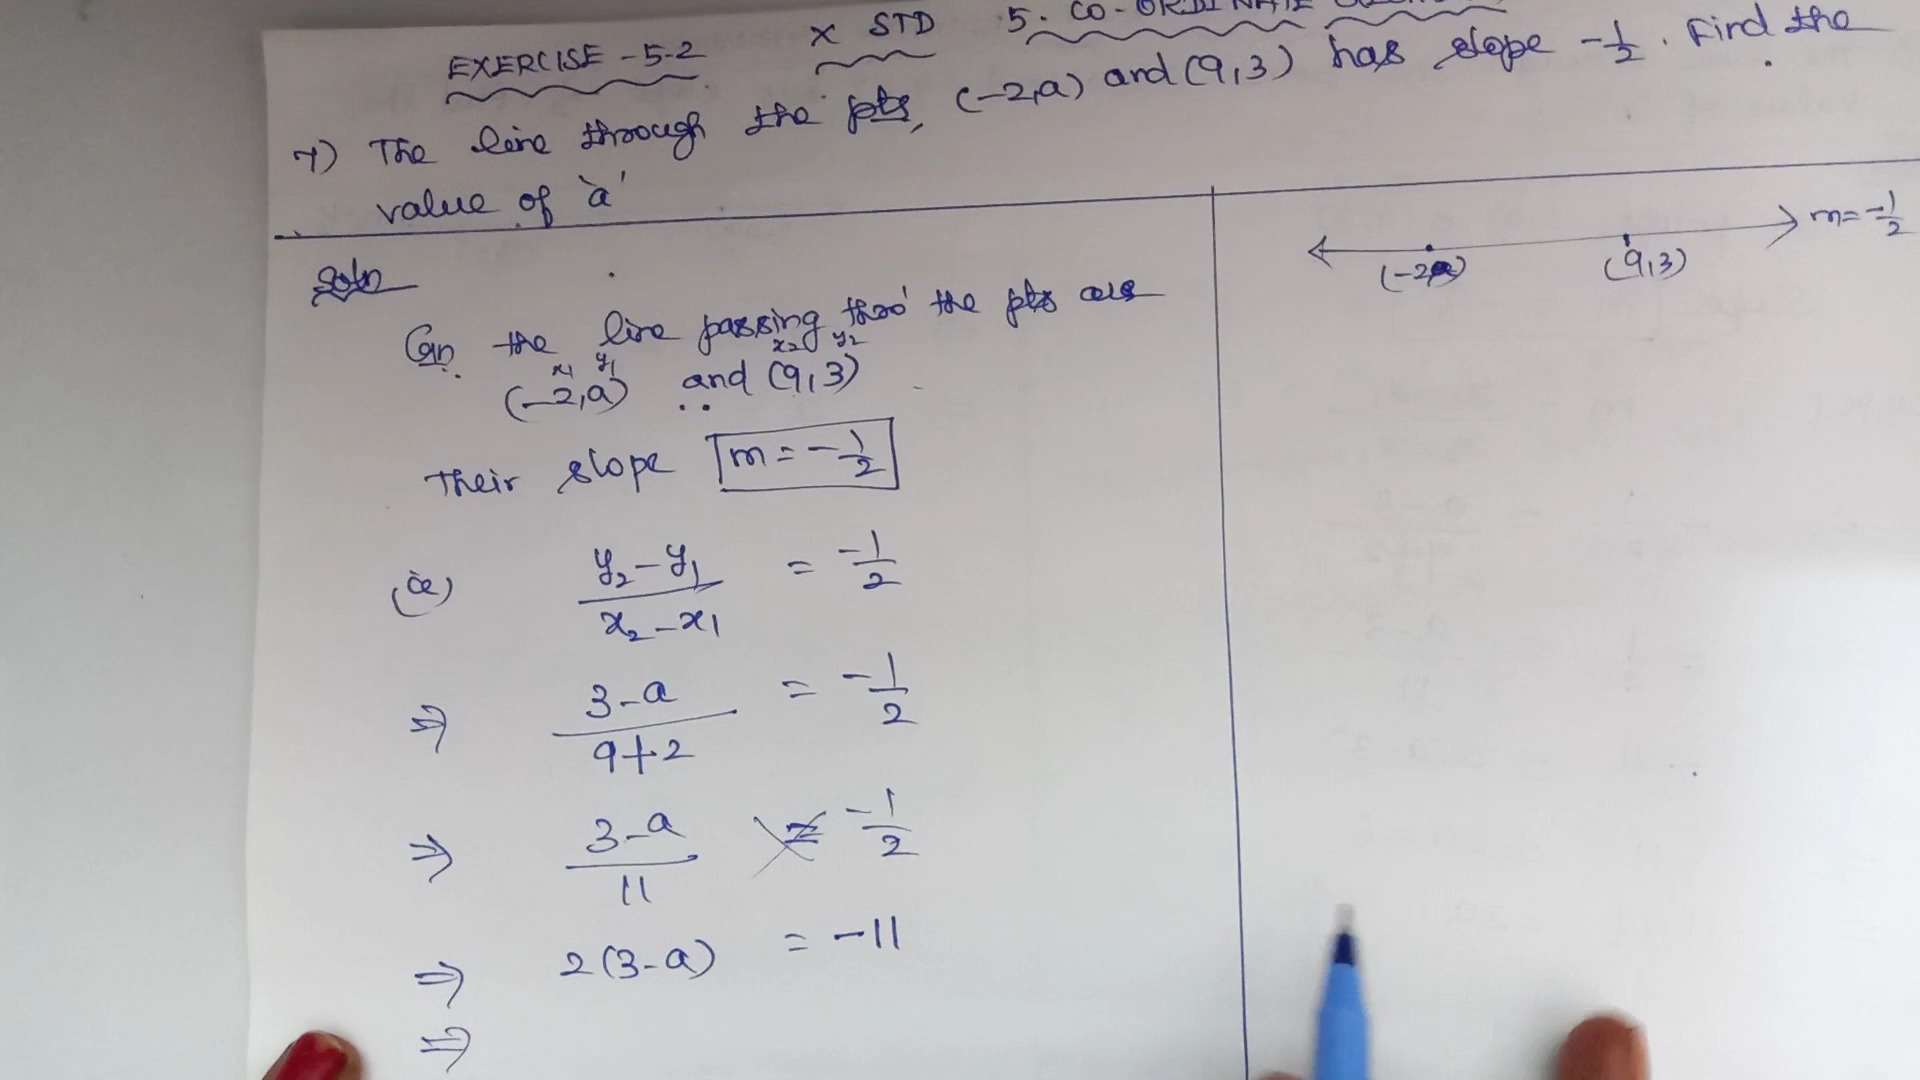 EXERCISE - 5.2 X STD 5. CO-ORDINATE
7) The line through the pts, (-2,a) and (9,3) has slope -1/2. Find the
value of 'a'
Soln
Gn. the line passing thro' the pts are
x1 y1 x2 y2
(-2,a) and (9,3)
Their slope m = -1/2
(ie) y2-y1/x2-x1 = -1/2
⇒ 3-a/9+2 = -1/2
⇒ 3-a/11 = -1/2
⇒ 2(3-a) = -11
⇒
(-2,a) (9,3) m = -1/2